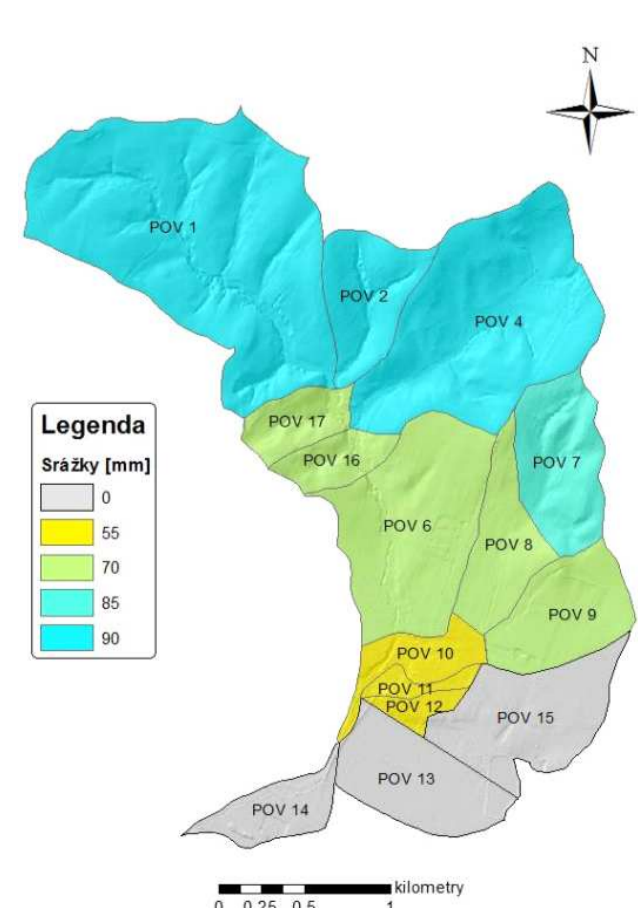 N
POV 1
POV 2
POV 4
POV 17
POV 16
POV 7
POV 6
POV 8
POV 9
POV 10
POV 11
POV 12
POV 15
POV 13
POV 14
Legenda
Srážky [mm]
0
55
70
85
90
kilometry
0 0,25 0,5 1